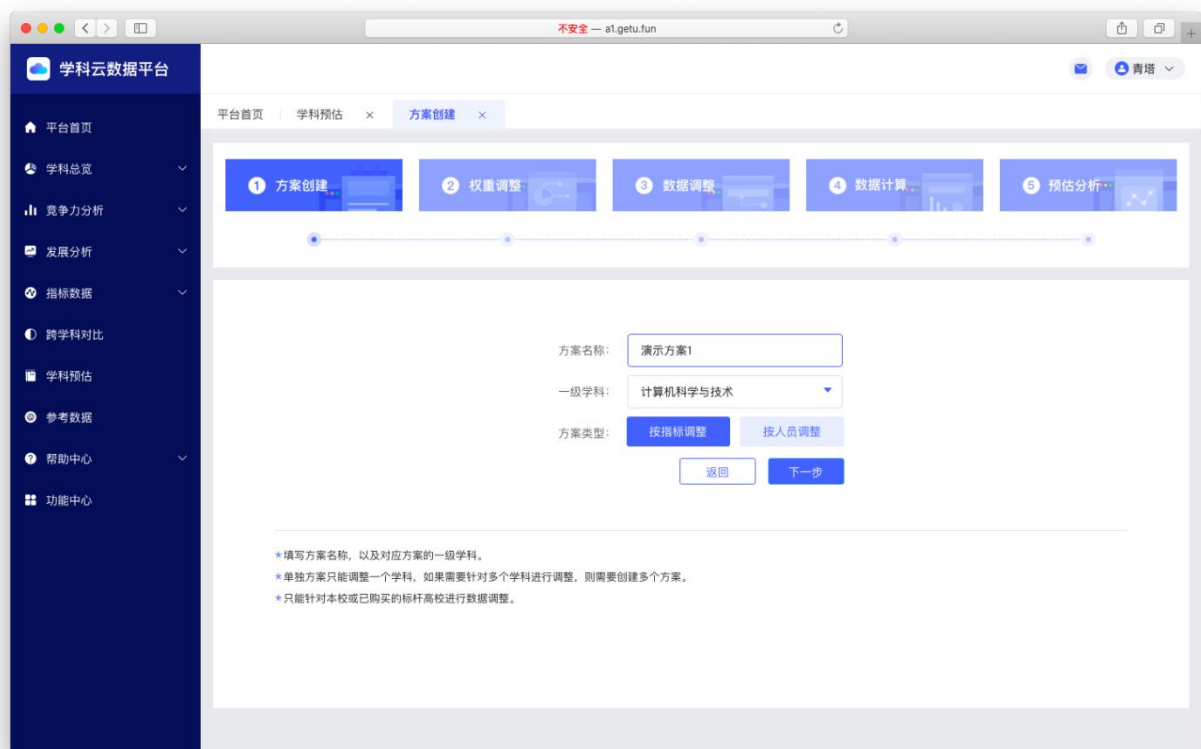 不安全 — a1.getu.fun
学科云数据平台
青塔
平台首页
学科总览
竞争力分析
发展分析
指标数据
跨学科对比
学科预估
参考数据
帮助中心
功能中心
平台首页 学科预估 × 方案创建 ×
1 方案创建 2 权重调整 3 数据调整 4 数据计算 5 预估分析
方案名称: 演示方案1
一级学科: 计算机科学与技术
方案类型: 按指标调整 按人员调整
返回 下一步
*填写方案名称，以及对应方案的一级学科。
*单独方案只能调整一个学科，如果需要针对多个学科进行调整，则需要创建多个方案。
*只能针对本校或已购买的标杆高校进行数据调整。